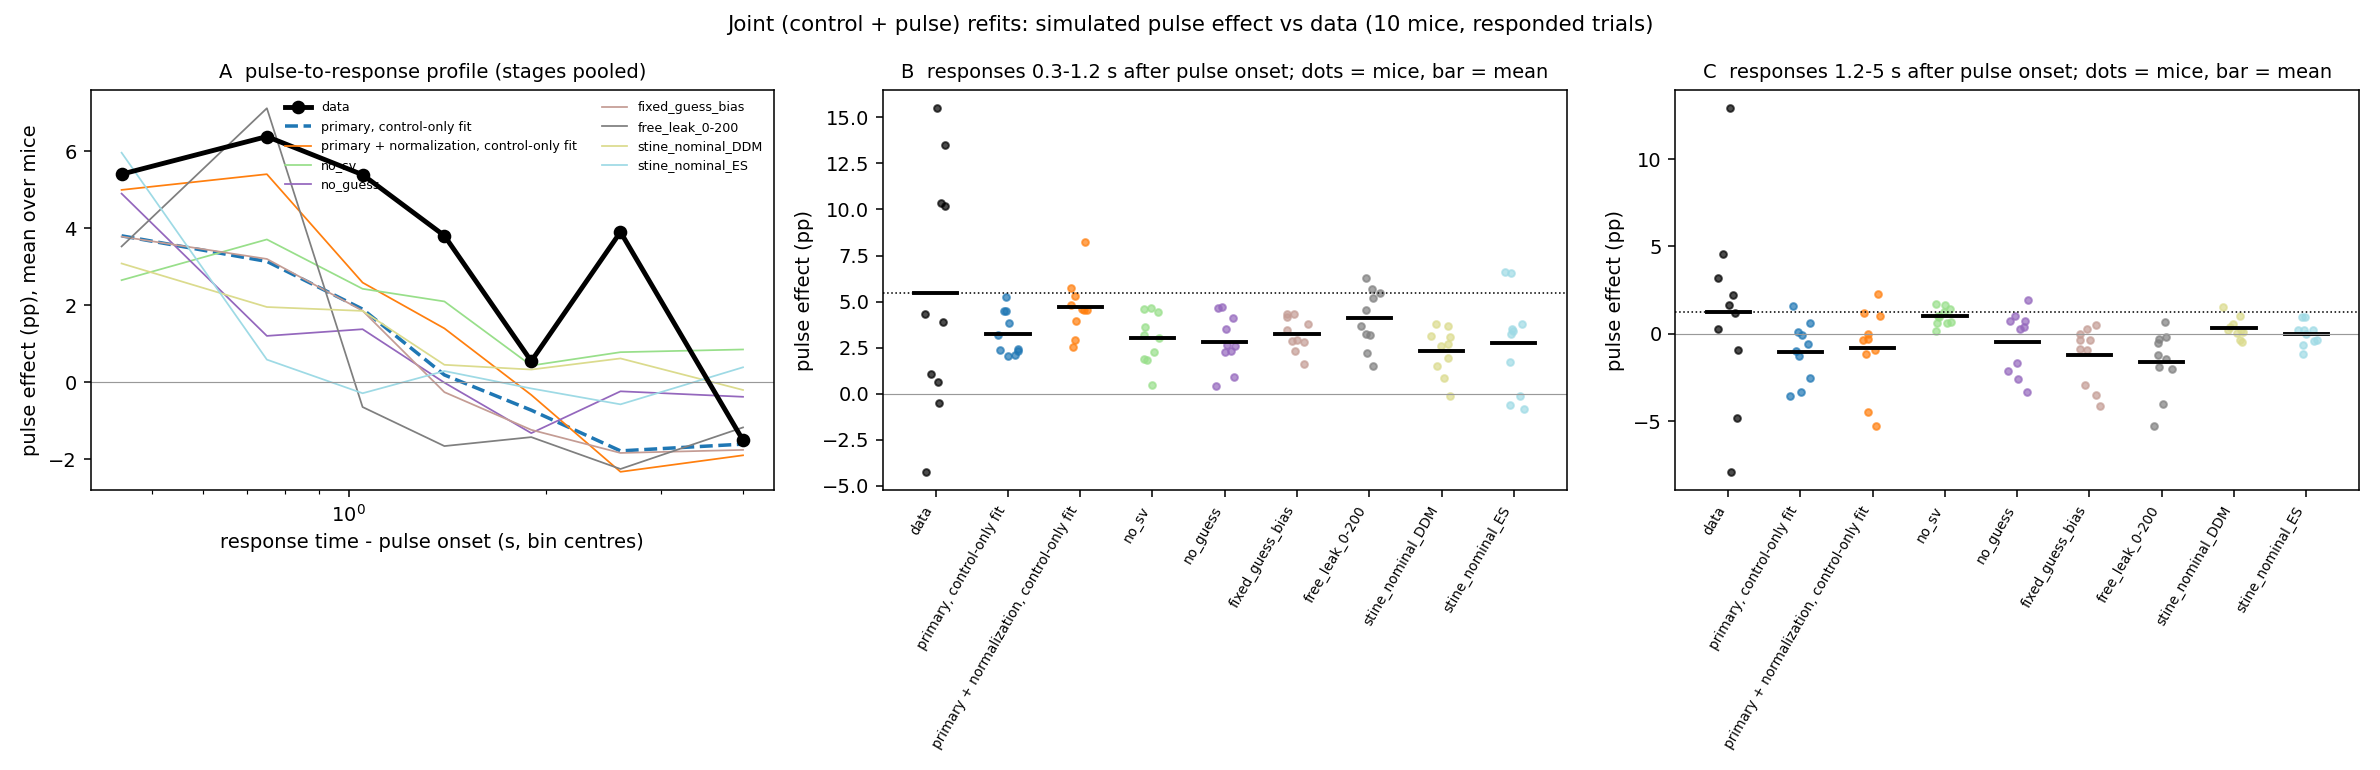 Joint (control + pulse) refits: simulated pulse effect vs data (10 mice, responded trials)
A  pulse-to-response profile (stages pooled)
pulse effect (pp), mean over mice
6
4
2
0
−2
10⁰
response time - pulse onset (s, bin centres)
data
primary, control-only fit
primary + normalization, control-only fit
no_sv
no_guess
fixed_guess_bias
free_leak_0-200
stine_nominal_DDM
stine_nominal_ES
B  responses 0.3-1.2 s after pulse onset; dots = mice, bar = mean
pulse effect (pp)
15.0
12.5
10.0
7.5
5.0
2.5
0.0
−2.5
−5.0
data
primary, control-only fit
primary + normalization, control-only fit
no_sv
no_guess
fixed_guess_bias
free_leak_0-200
stine_nominal_DDM
stine_nominal_ES
C  responses 1.2-5 s after pulse onset; dots = mice, bar = mean
pulse effect (pp)
10
5
0
−5
data
primary, control-only fit
primary + normalization, control-only fit
no_sv
no_guess
fixed_guess_bias
free_leak_0-200
stine_nominal_DDM
stine_nominal_ES